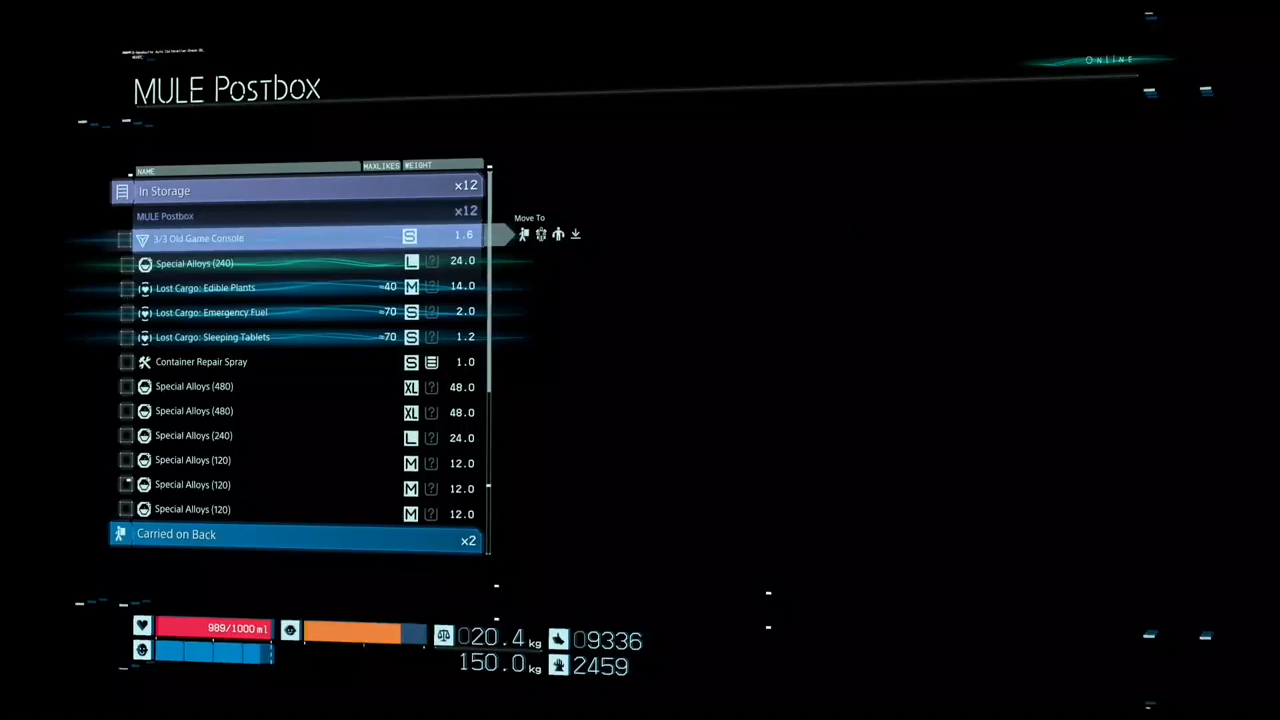 MULE Postbox
Online
NAME MAXLIKES WEIGHT
In Storage x12
MULE Postbox x12
3/3 Old Game Console S 1.6
Move To
Special Alloys (240) L 24.0
Lost Cargo: Edible Plants ≈40 M 14.0
Lost Cargo: Emergency Fuel ≈70 S 2.0
Lost Cargo: Sleeping Tablets ≈70 S 1.2
Container Repair Spray S 1.0
Special Alloys (480) XL 48.0
Special Alloys (480) XL 48.0
Special Alloys (240) L 24.0
Special Alloys (120) M 12.0
Special Alloys (120) M 12.0
Special Alloys (120) M 12.0
Carried on Back x2
989/1000 ml
020.4 kg 09336
150.0 kg 2459